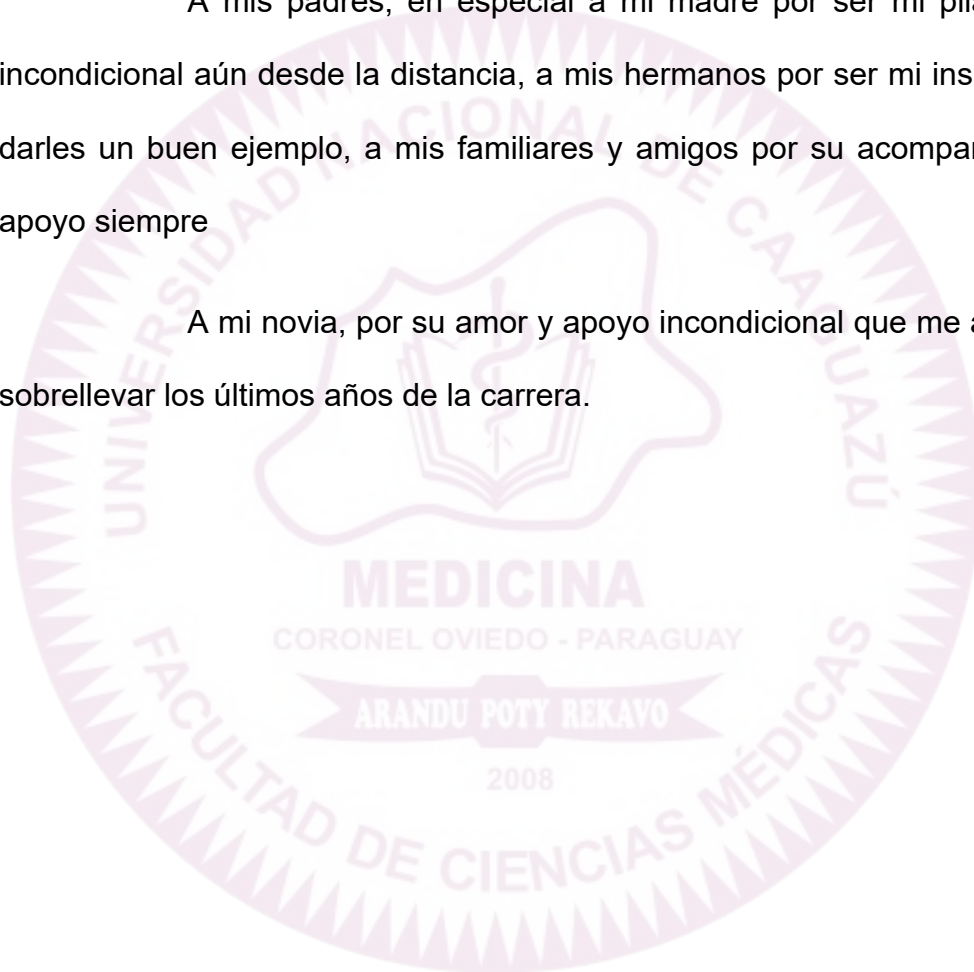 A mis padres, en especial a mi madre por ser mi
incondicional aún desde la distancia, a mis hermanos por ser mi
darles un buen ejemplo, a mis familiares y amigos por su
apoyo siempre
A mi novia, por su amor y apoyo incondicional que me
sobrellevar los últimos años de la carrera.
UNIVERSIDAD NACIONAL DE CAAGUAZÚ
MEDICINA
CORONEL OVIEDO - PARAGUAY
ARANDU POTY REKAVO
2008
FACULTAD DE CIENCIAS MÉDICAS